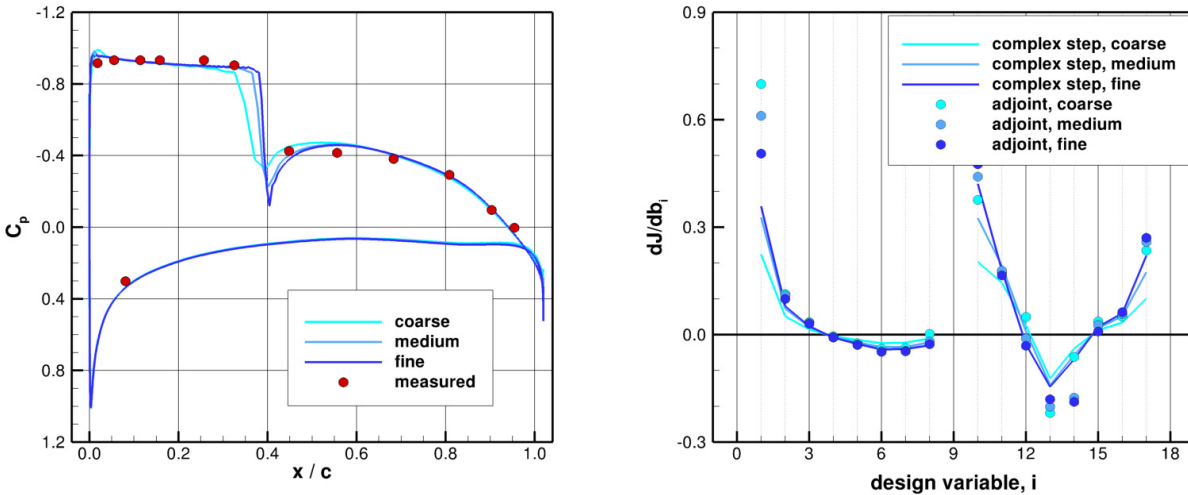 -1.2
-0.8
-0.4
0.0
0.4
0.8
1.2
Cp
0.0
0.2
0.4
0.6
0.8
1.0
x / c
coarse
medium
fine
measured
0.9
0.6
0.3
0.0
-0.3
dJ/dbi
0
3
6
9
12
15
18
design variable, i
complex step, coarse
complex step, medium
complex step, fine
adjoint, coarse
adjoint, medium
adjoint, fine